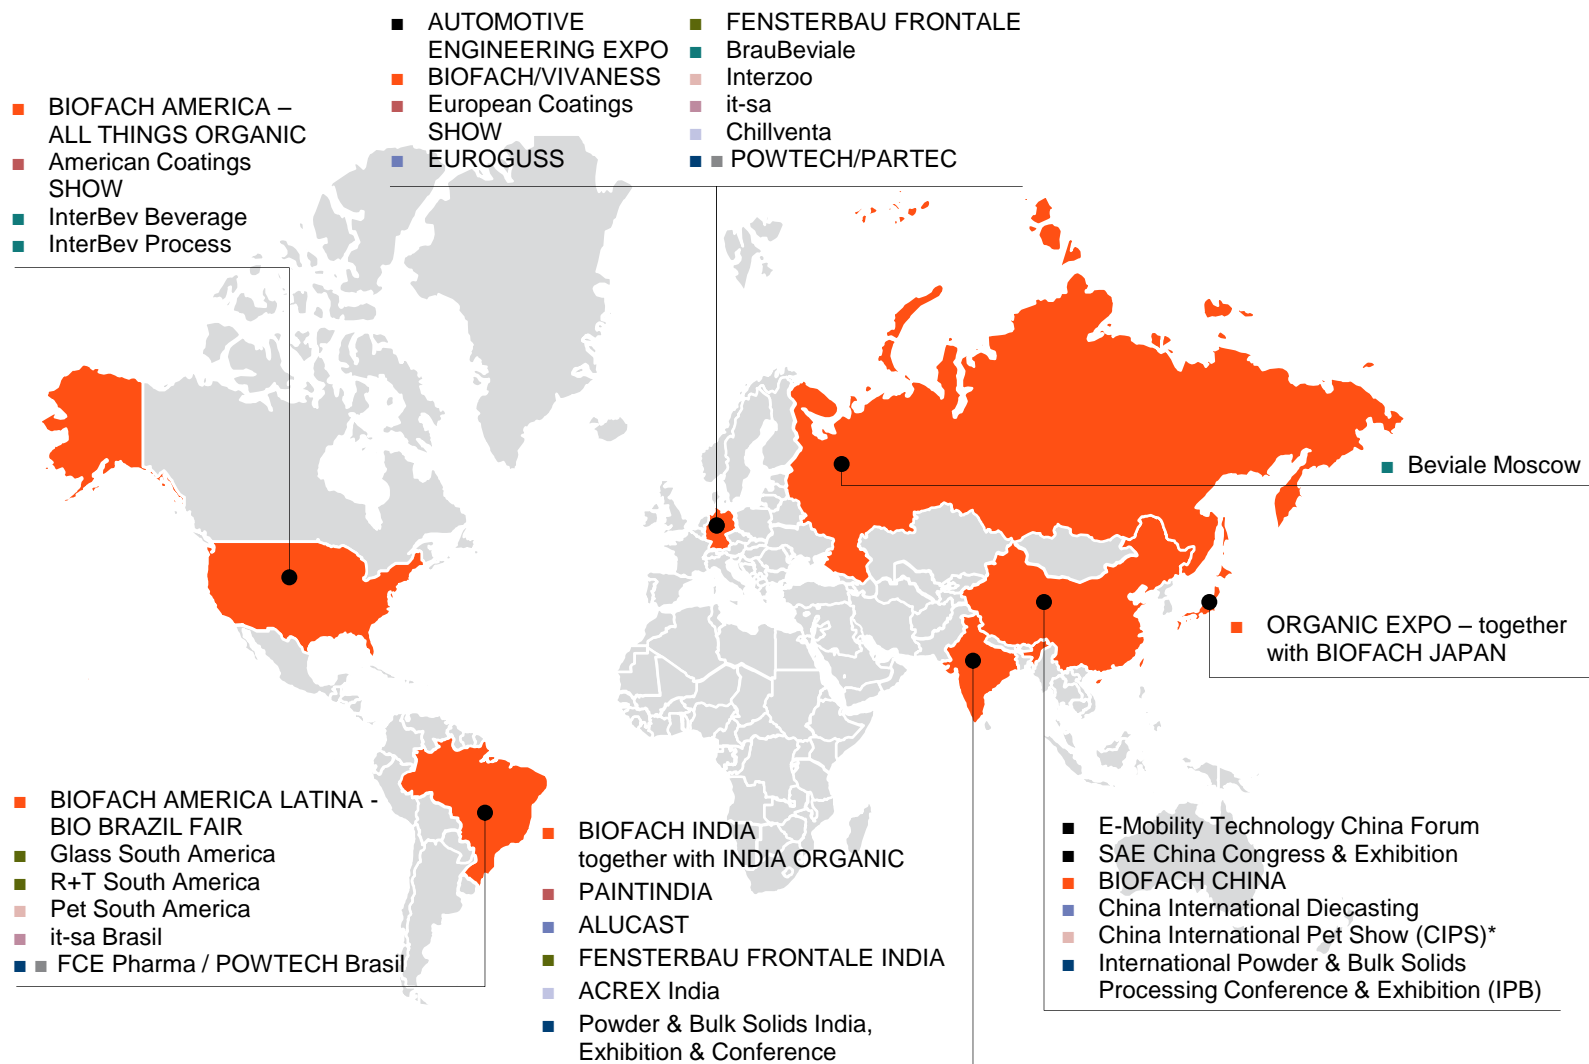 AUTOMOTIVE
ENGINEERING EXPO
BIOFACH/VIVANESS
European Coatings
SHOW
EUROGUSS
FENSTERBAU FRONTALE
BrauBeviale
Interzoo
it-sa
Chillventa
POWTECH/PARTEC
BIOFACH AMERICA –
ALL THINGS ORGANIC
American Coatings
SHOW
InterBev Beverage
InterBev Process
Beviale Moscow
ORGANIC EXPO – together
with BIOFACH JAPAN
BIOFACH AMERICA LATINA -
BIO BRAZIL FAIR
Glass South America
R+T South America
Pet South America
it-sa Brasil
FCE Pharma / POWTECH Brasil
BIOFACH INDIA
together with INDIA ORGANIC
PAINTINDIA
ALUCAST
FENSTERBAU FRONTALE INDIA
ACREX India
Powder & Bulk Solids India,
Exhibition & Conference
E-Mobility Technology China Forum
SAE China Congress & Exhibition
BIOFACH CHINA
China International Diecasting
China International Pet Show (CIPS)*
International Powder & Bulk Solids
Processing Conference & Exhibition (IPB)